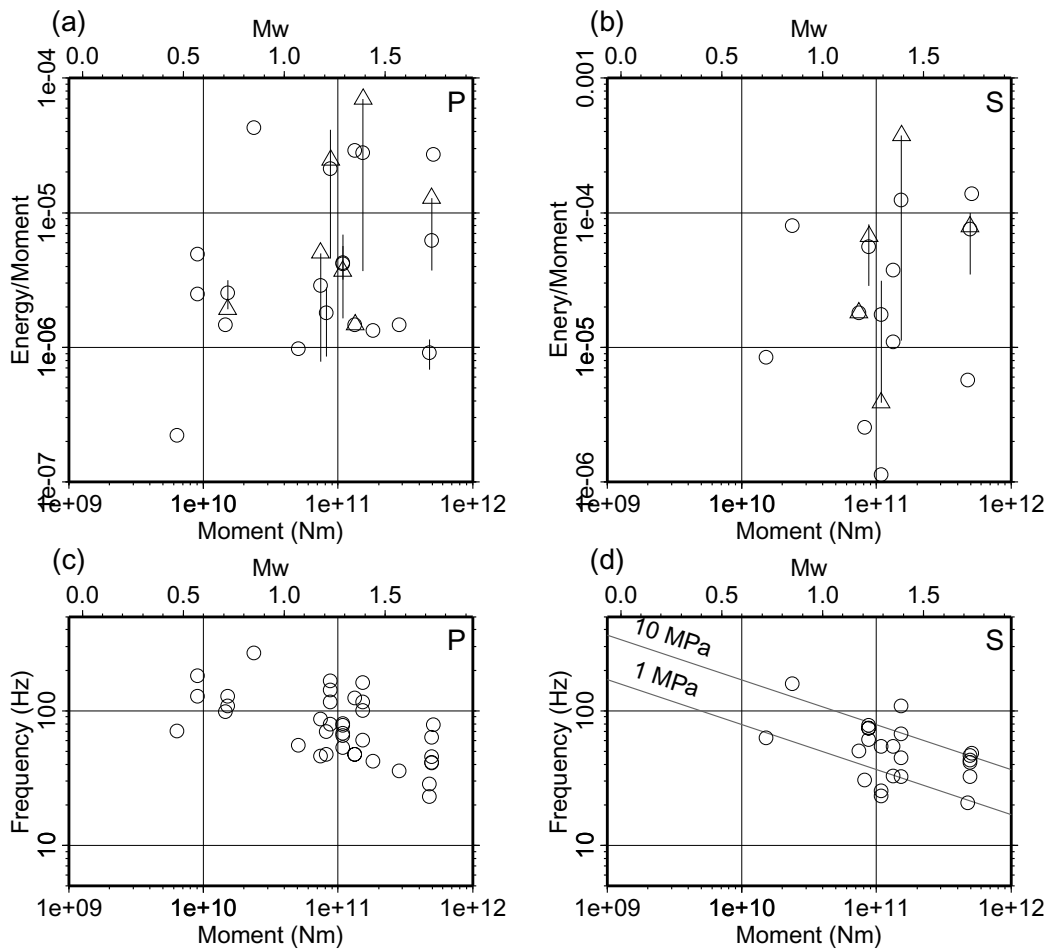 (a) Mw (b) Mw
0.0 0.5 1.0 1.5 0.0 0.5 1.0 1.5
1e-04 P 0.001 S
Energy/Moment 1e-05 Enery/Moment 1e-04
1e-06 1e-05
1e-07 1e-06
1e+09 1e+10 1e+11 1e+12 1e+09 1e+10 1e+11 1e+12
Moment (Nm) Moment (Nm)
(c) Mw (d) Mw
0.0 0.5 1.0 1.5 0.0 0.5 1.0 1.5
P S
10 MPa
1 MPa
Frequency (Hz) 100 Frequency (Hz) 100
10 10
1e+09 1e+10 1e+11 1e+12 1e+09 1e+10 1e+11 1e+12
Moment (Nm) Moment (Nm)